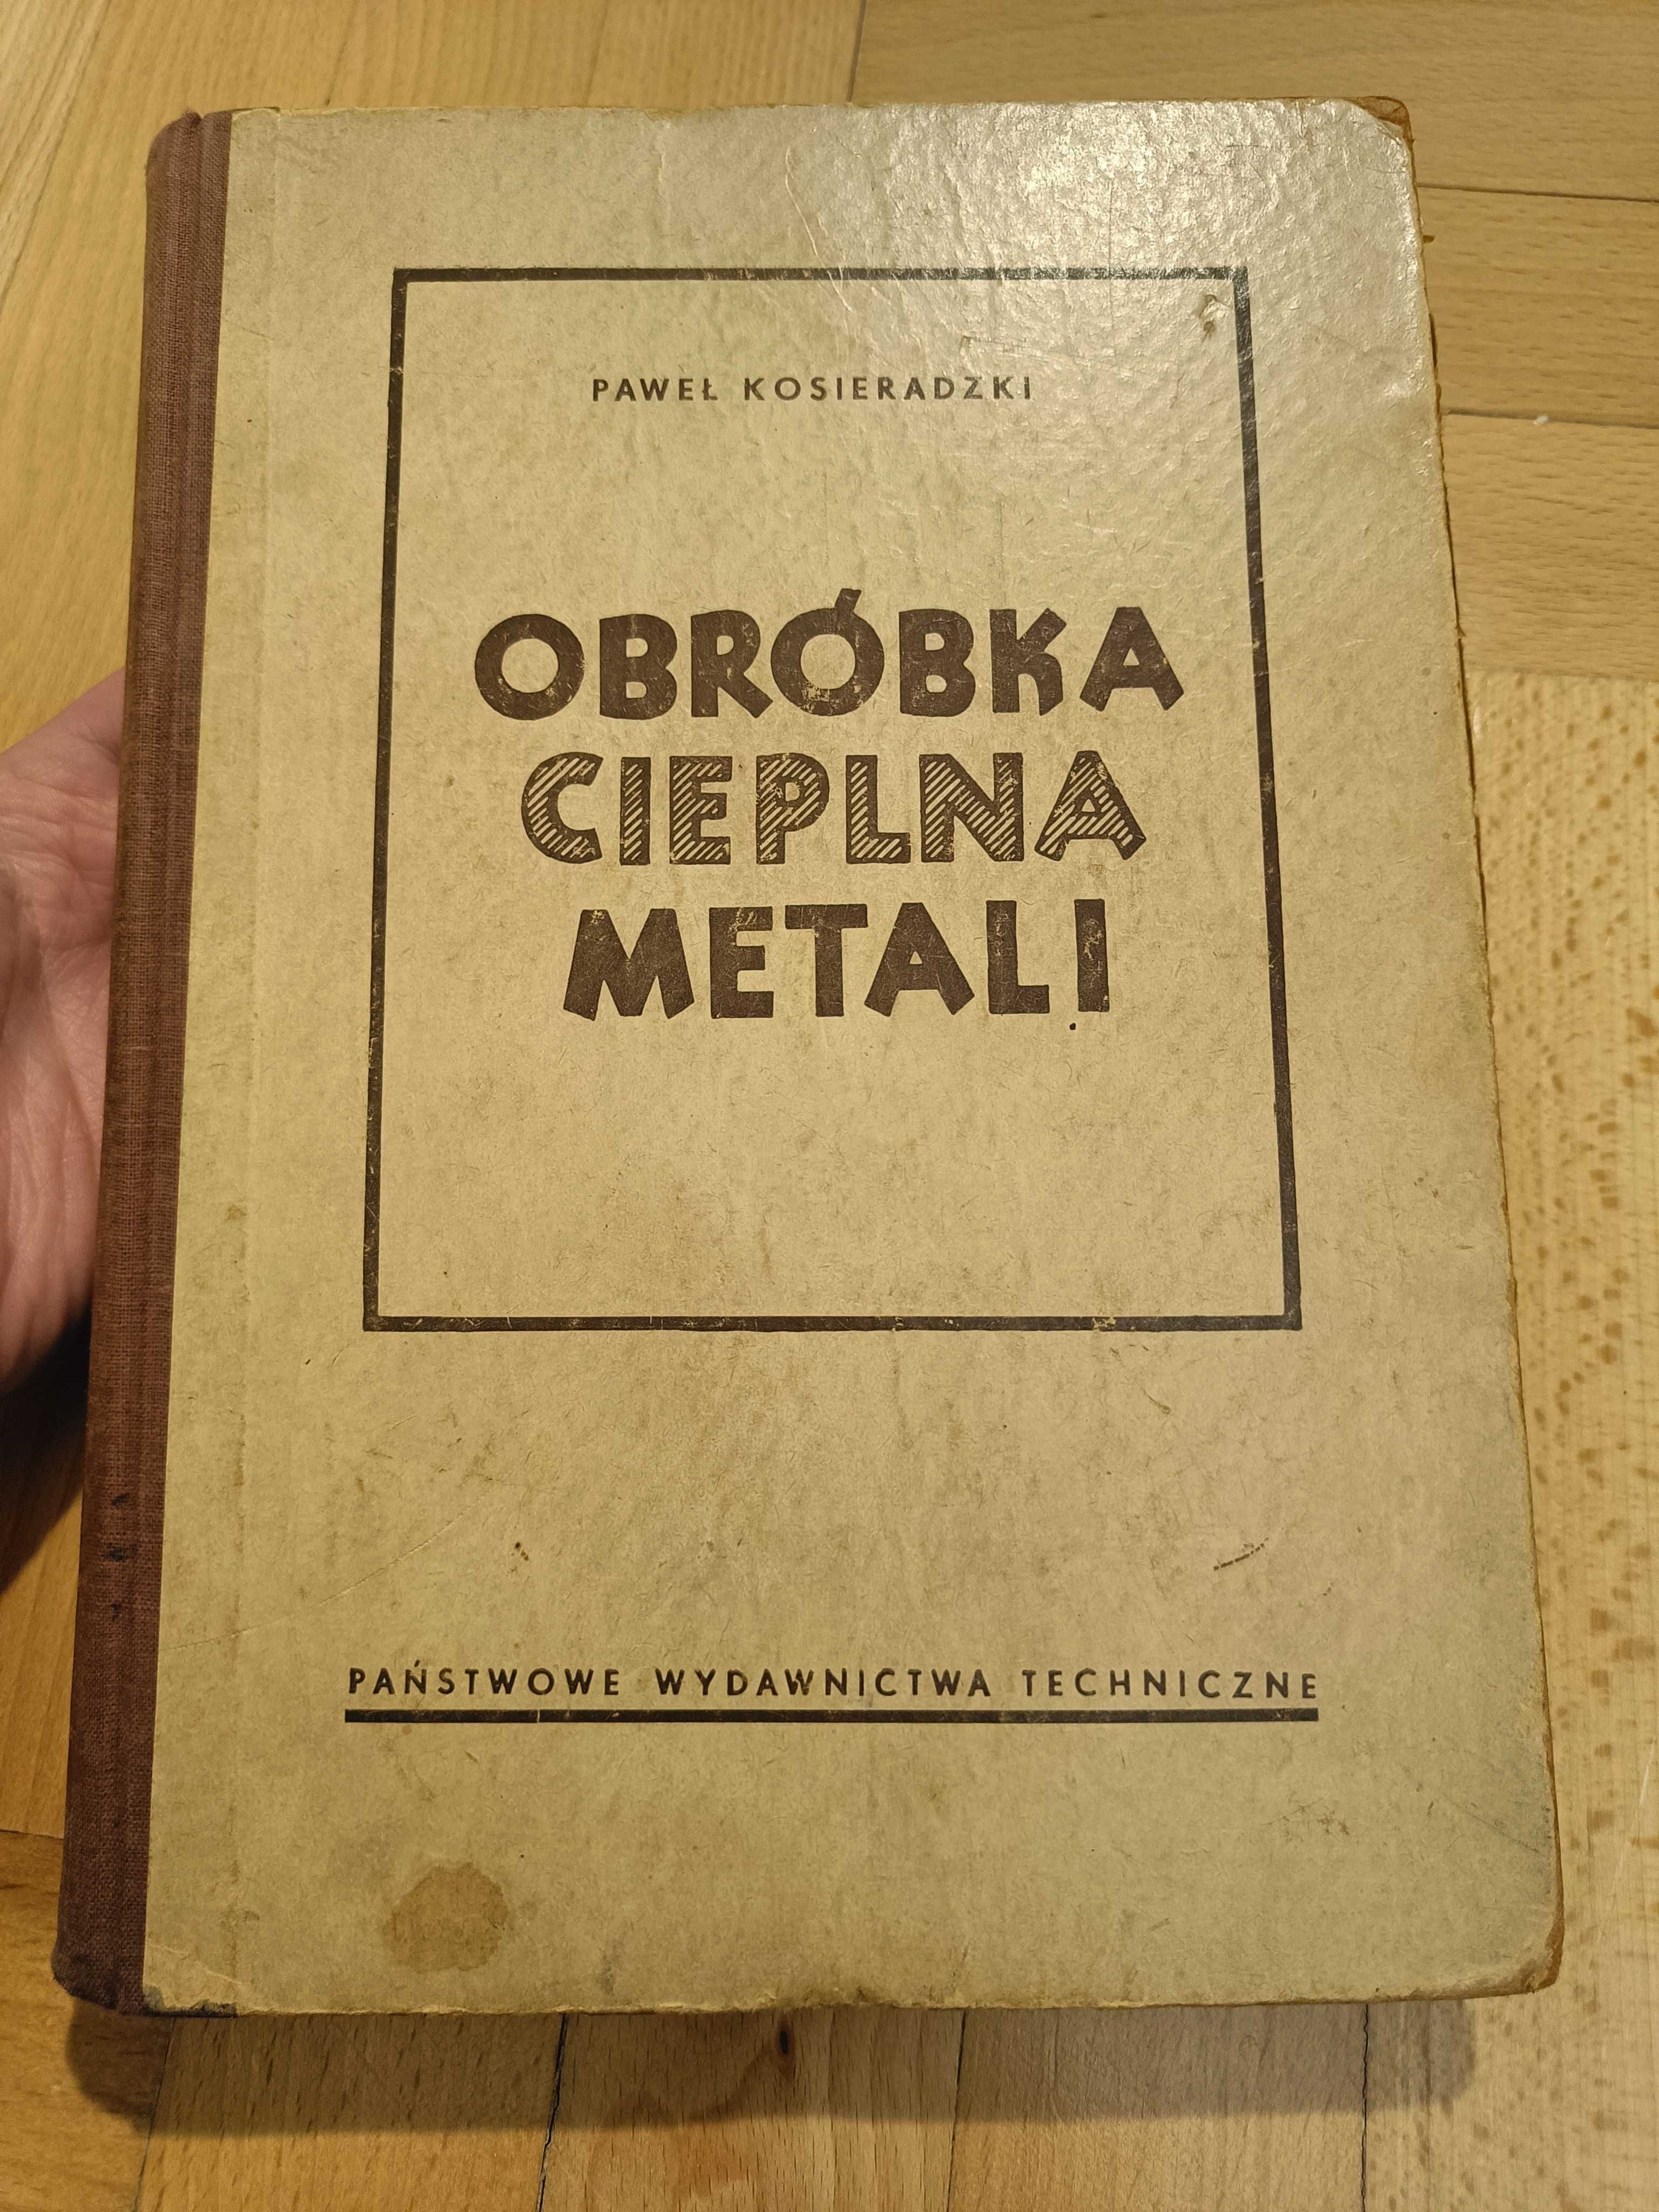 PAWEŁ KOSIERADZKI
OBRÓBKA
CIEPLNA
METALI
PAŃSTWOWE WYDAWNICTWA TECHNICZNE